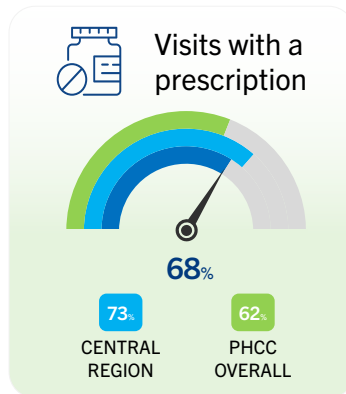 Visits with a
prescription
68%
73%
62%
CENTRAL
REGION
PHCC
OVERALL